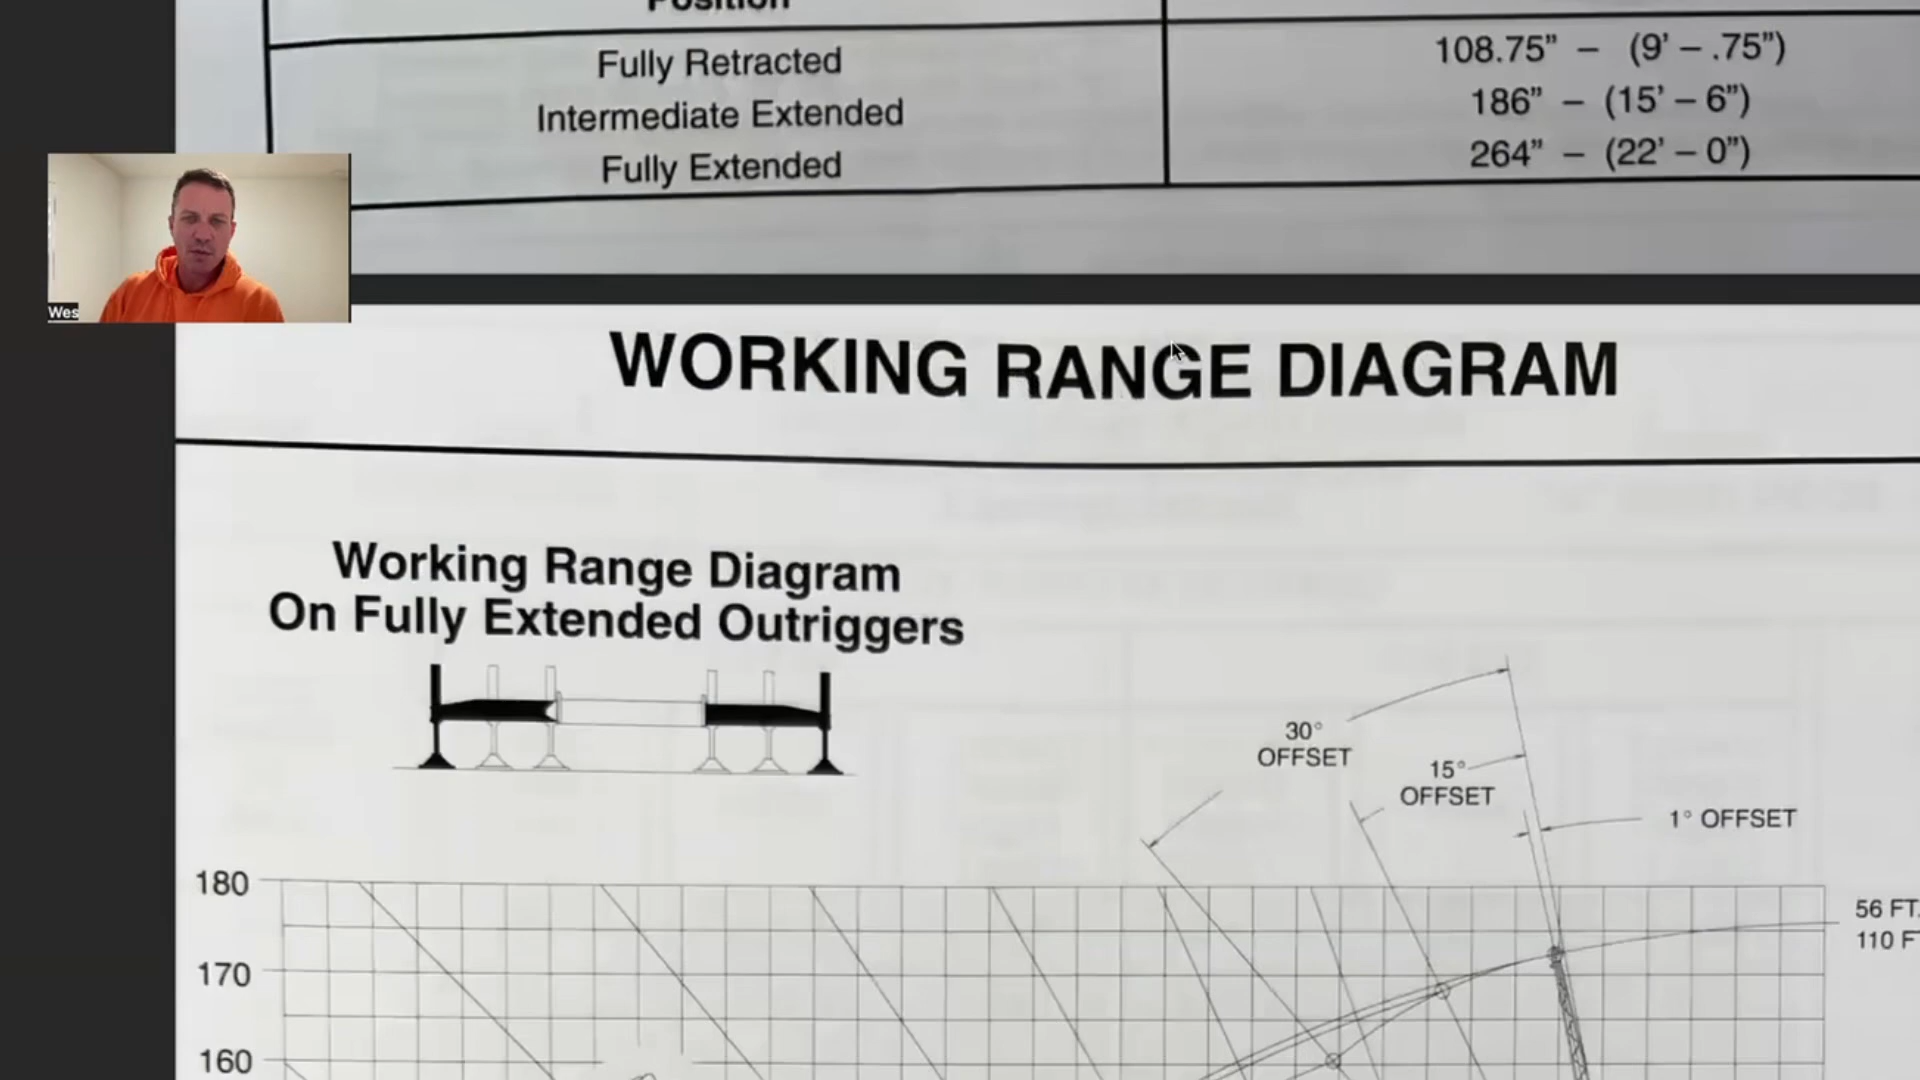 Position
Fully Retracted
108.75” – (9’ – .75”)
Intermediate Extended
186” – (15’ – 6”)
Fully Extended
264” – (22’ – 0”)
Wes
WORKING RANGE DIAGRAM
Working Range Diagram
On Fully Extended Outriggers
30°
OFFSET
15°
OFFSET
1° OFFSET
180
56 FT.
110 F
170
160